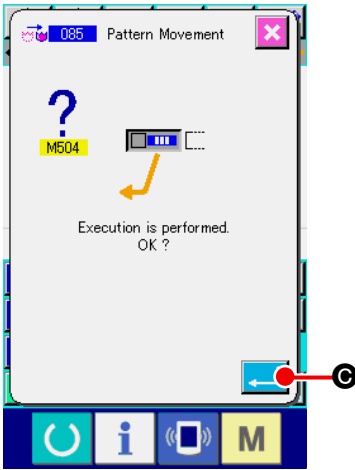 085 Pattern Movement
?
M504
Execution is performed.
OK ?
C
i
M